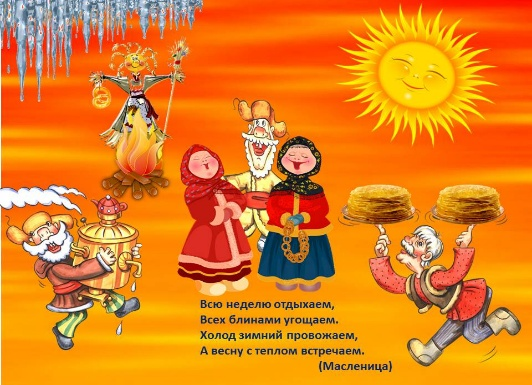 Всю неделю отдыхаем,
Всех блинами угощаем.
Холод зимний провожаем,
А весну с теплом встречаем.
(Масленица)